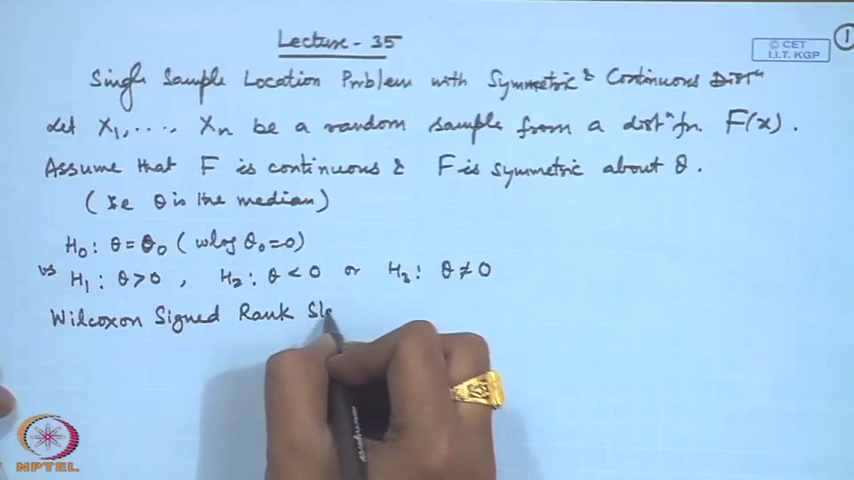 Lecture - 35
© CET
I.I.T. KGP
1
Single Sample Location Problem with Symmetric & Continuous Distⁿ
Let X₁, ..., Xₙ be a random sample from a distⁿ fn. F(x).
Assume that F is continuous & F is symmetric about θ.
(ie θ is the median)
H₀: θ = θ₀ (wlog θ₀ = 0)
vs H₁: θ > 0, H₂: θ < 0 or H₃: θ ≠ 0
Wilcoxon Signed Rank St
NPTEL